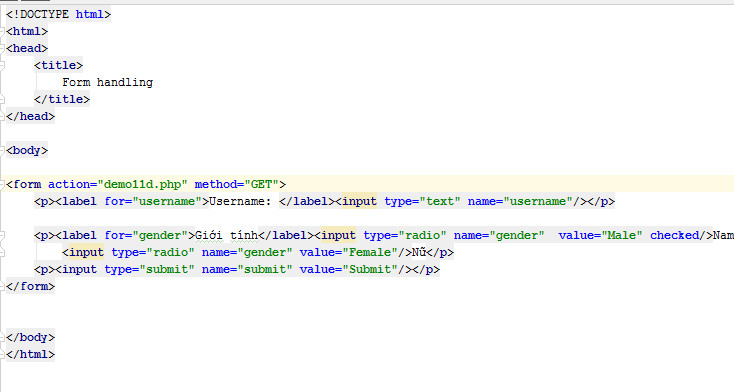 <!DOCTYPE html>
<html>
<head>
    <title>
        Form handling
    </title>
</head>

<body>

<form action="demo11d.php" method="GET">
    <p><label for="username">Username: </label><input type="text" name="username"/></p>

    <p><label for="gender">Giới tính</label><input type="radio" name="gender"  value="Male" checked/>Nam
        <input type="radio" name="gender" value="Female"/>Nữ</p>
    <p><input type="submit" name="submit" value="Submit"/></p>
</form>


</body>
</html>